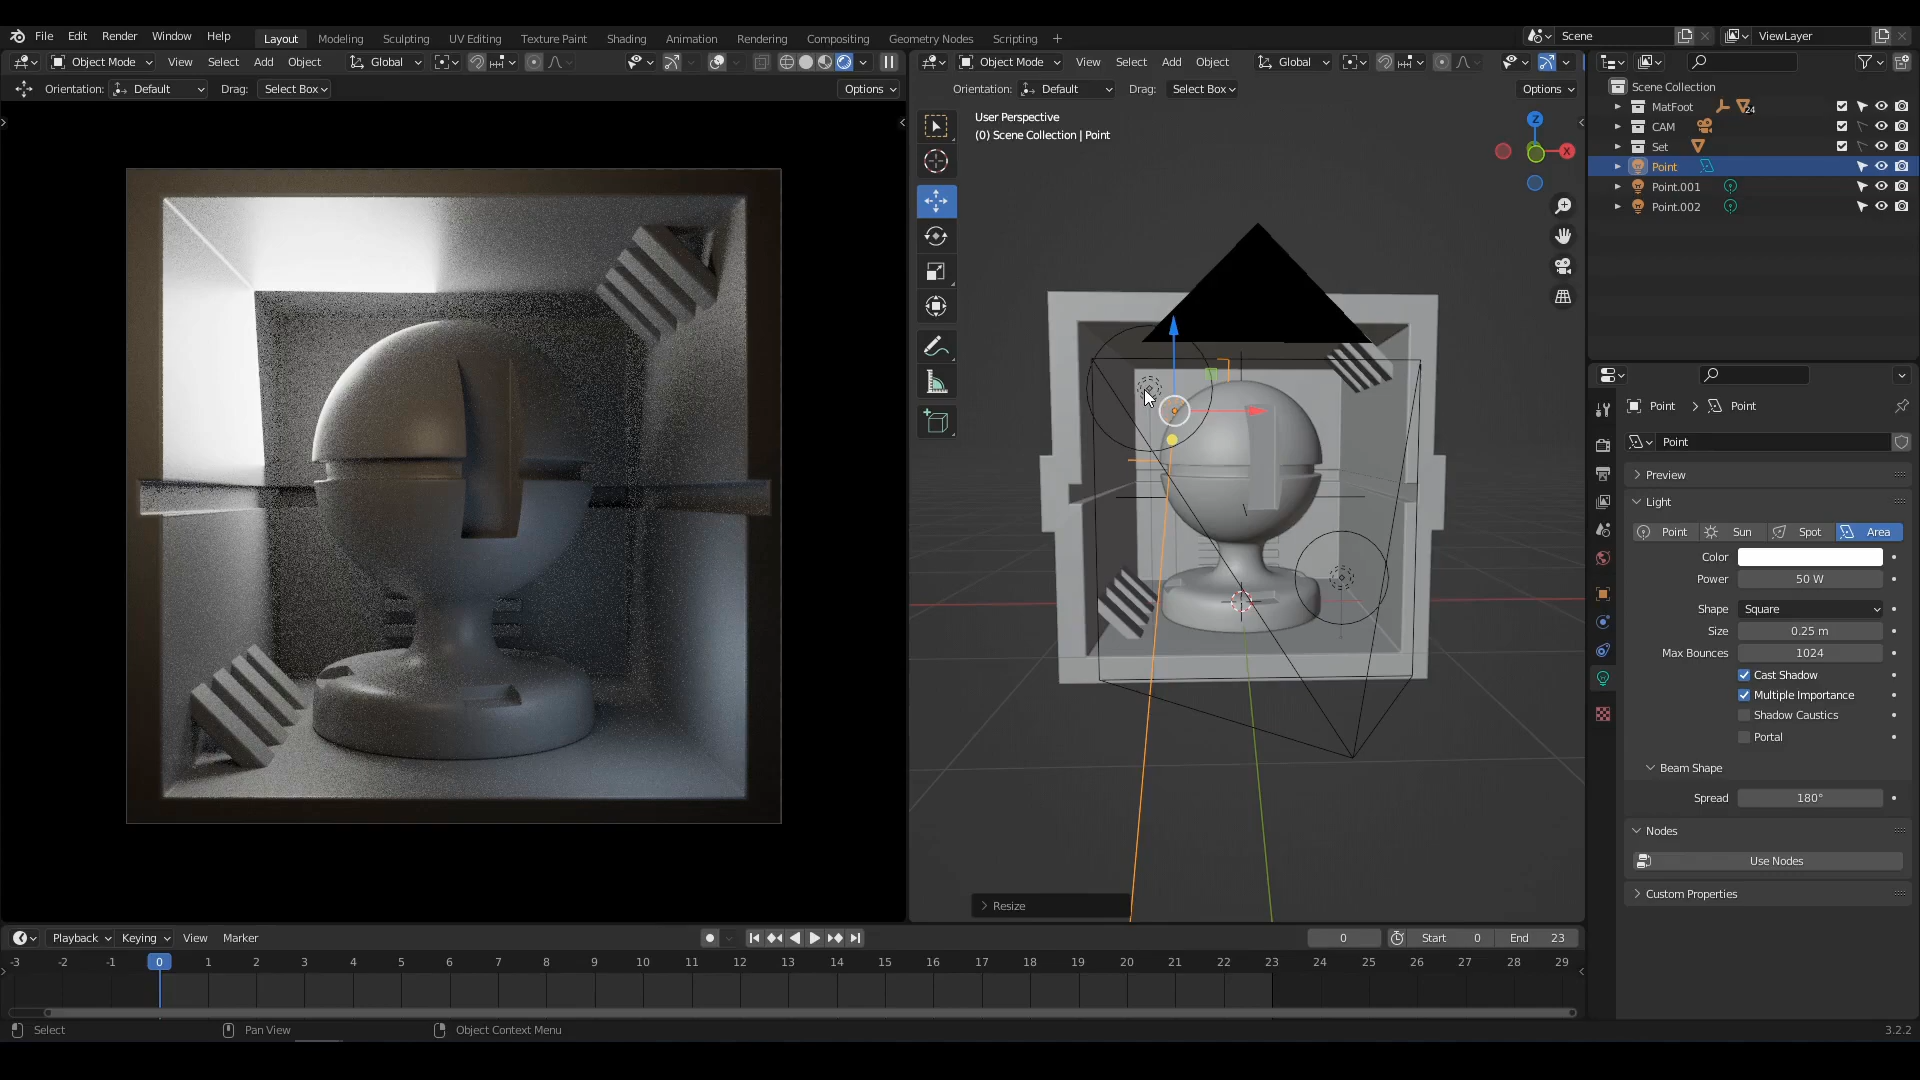 File Edit Render Window Help Layout Modeling Sculpting UV Editing Texture Paint Shading Animation Rendering Compositing Geometry Nodes Scripting + Scene ViewLayer
Object Mode View Select Add Object Global Object Mode View Select Add Object Global
Orientation: Default Drag: Select Box Options Orientation: Default Drag: Select Box Options
User Perspective
(0) Scene Collection | Point
Z
X
Scene Collection
MatFoot 24
CAM
Set
Point
Point.001
Point.002
Point > Point
Point
Preview
Light
Point Sun Spot Area
Color
Power 50 W
Shape Square
Size 0.25 m
Max Bounces 1024
Cast Shadow
Multiple Importance
Shadow Caustics
Portal
Beam Shape
Spread 180°
Nodes
Use Nodes
Custom Properties
Resize
Playback Keying View Marker 0 Start 0 End 23
-3 -2 -1 0 1 2 3 4 5 6 7 8 9 10 11 12 13 14 15 16 17 18 19 20 21 22 23 24 25 26 27 28 29
Select Pan View Object Context Menu 3.2.2